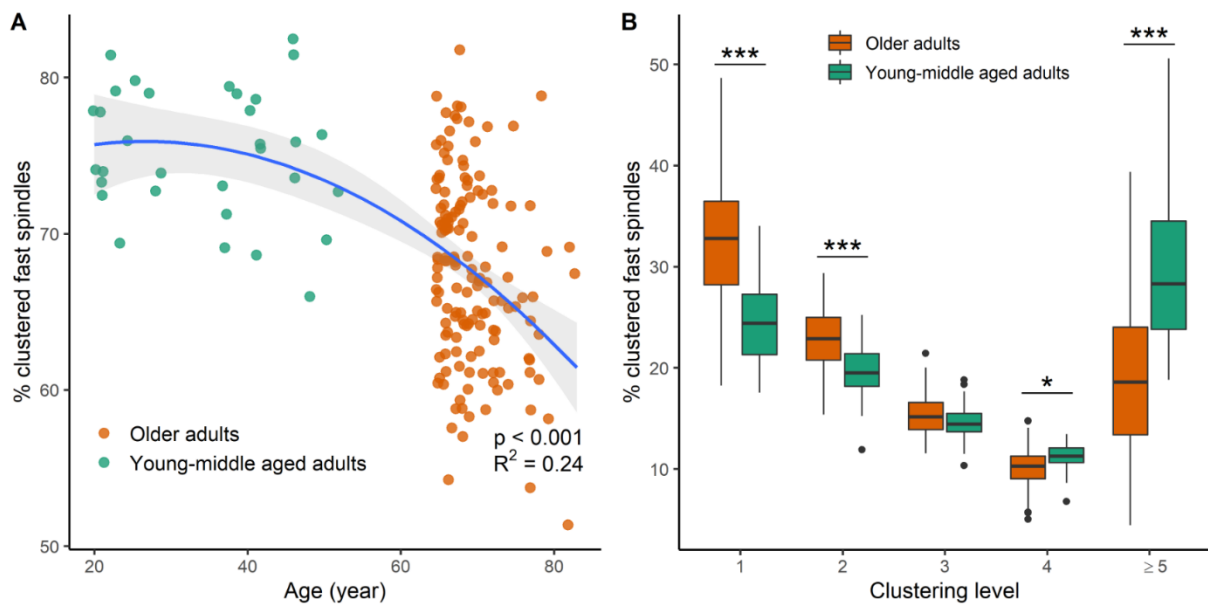 A
% clustered fast spindles
80
70
60
50
Older adults
Young-middle aged adults
p < 0.001
R² = 0.24
20 40 60 80
Age (year)
B
% clustered fast spindles
Older adults
Young-middle aged adults
50
40
30
20
10
***
***
*
***
1 2 3 4 ≥ 5
Clustering level